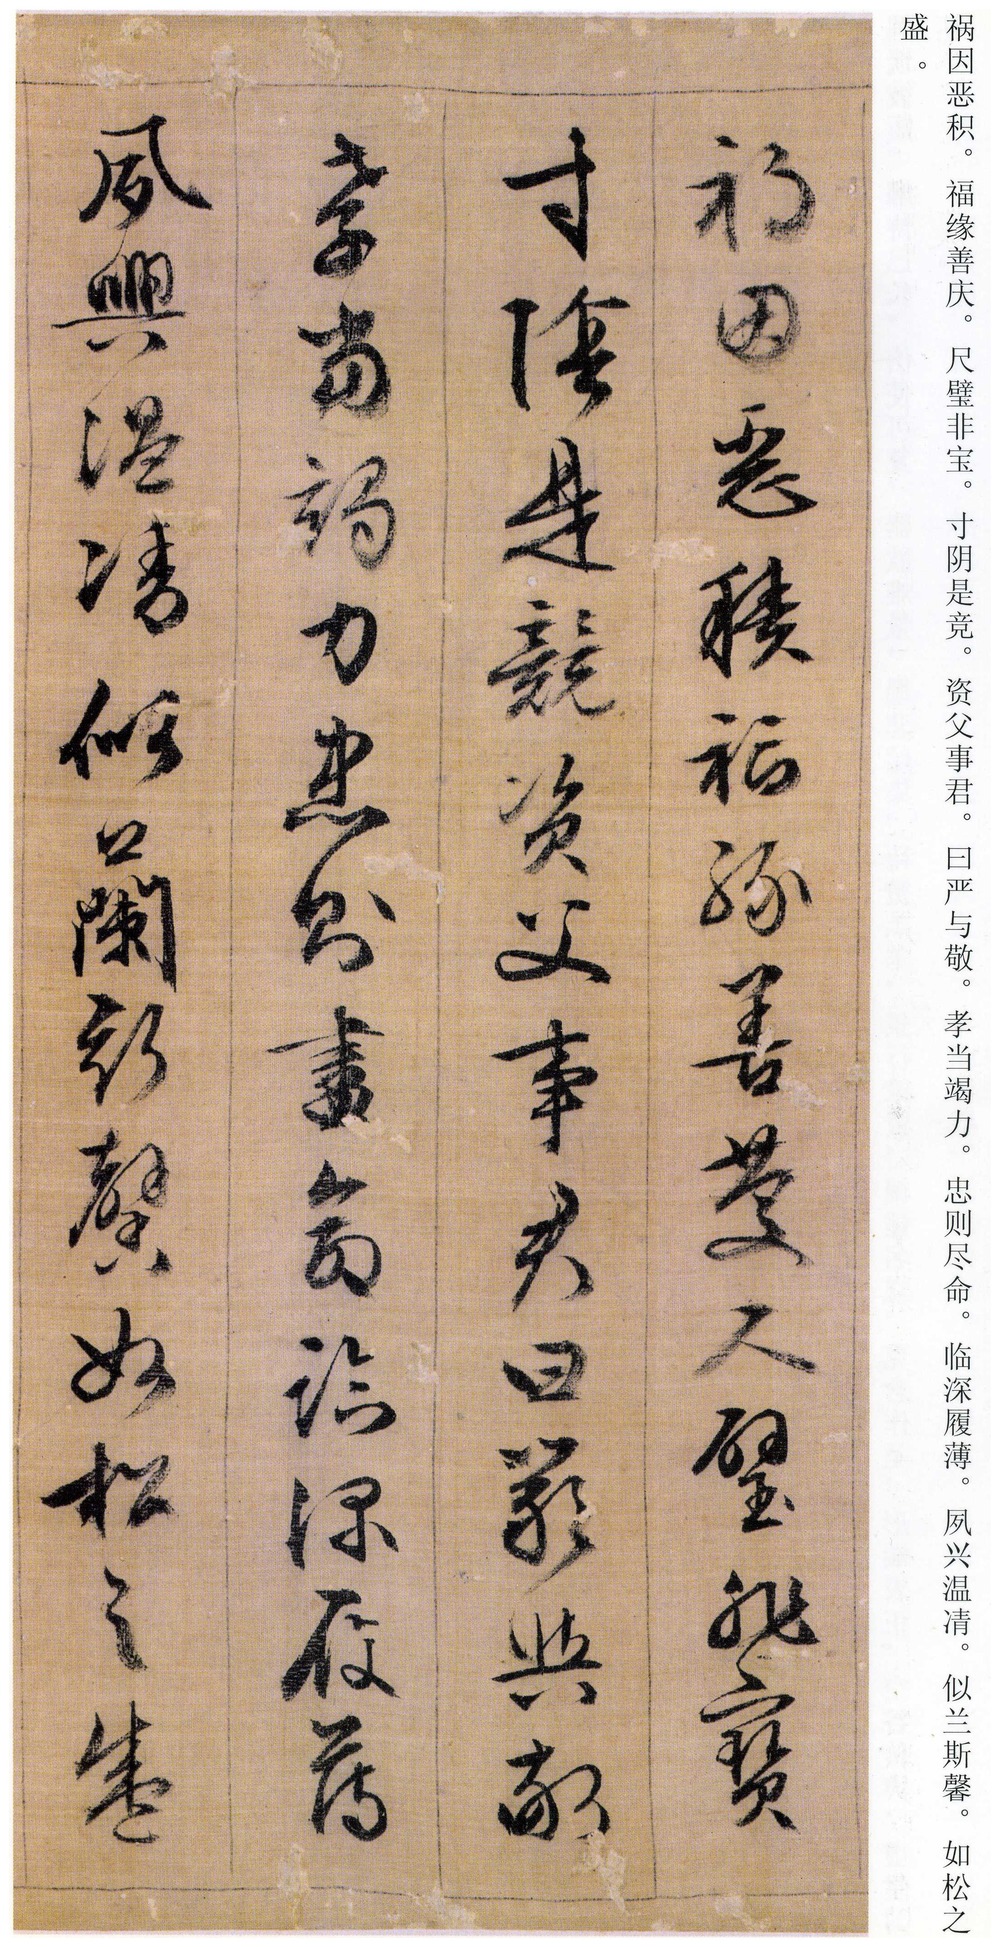 祸因恶积。福缘善庆。尺璧非宝。寸阴是竞。资父事君。曰严与敬。孝当竭力。忠则尽命。临深履薄。夙兴温凊。似兰斯馨。如松之
盛。
禍因惡積福緣善慶尺璧非寶
寸陰是競資父事君曰嚴與敬
孝當竭力忠則盡命臨深履薄
夙興温凊似蘭斯馨如松之盛